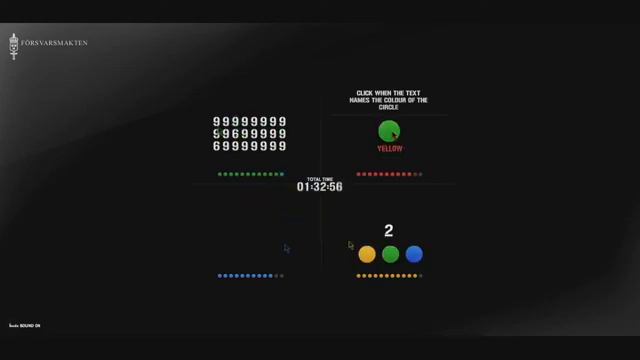 FÖRSVARSMAKTEN
CLICK WHEN THE TEXT
NAMES THE COLOUR OF THE
CIRCLE
99999999
99699999
69999999
YELLOW
TOTAL TIME
01:32:56
2
SOUND ON